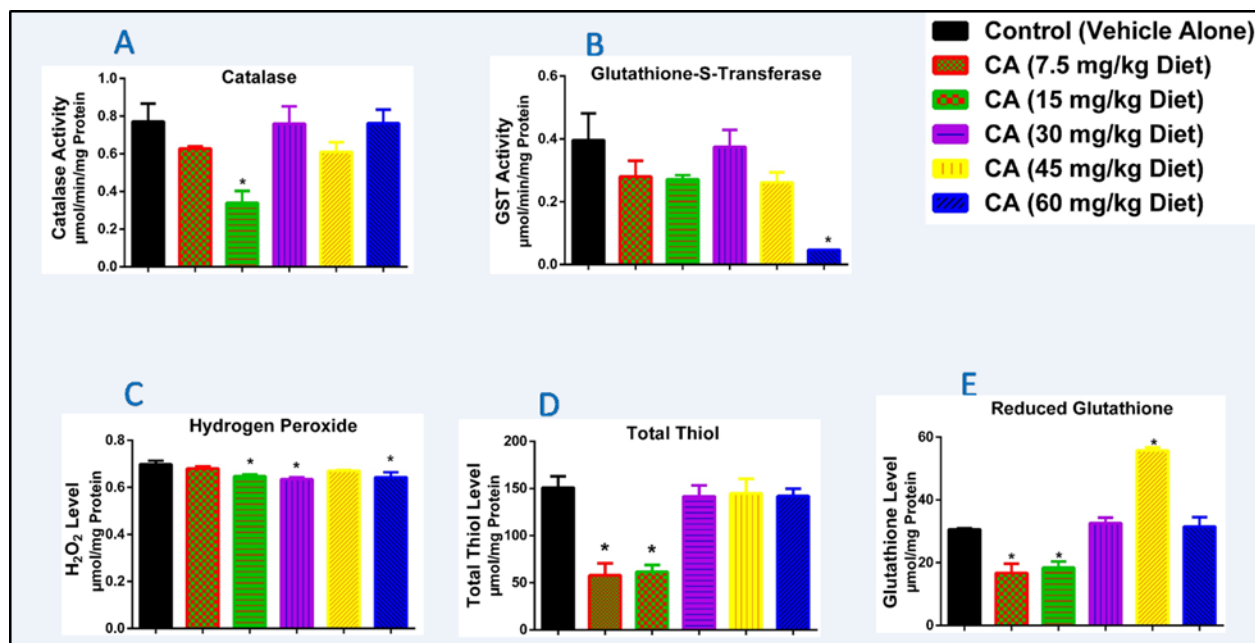 A
Catalase
Catalase Activity
µmol/min/mg Protein
1.0
0.8
0.6
0.4
0.2
0.0
*
B
Glutathione-S-Transferase
GST Activity
µmol/min/mg Protein
0.6
0.4
0.2
0.0
*
Control (Vehicle Alone)
CA (7.5 mg/kg Diet)
CA (15 mg/kg Diet)
CA (30 mg/kg Diet)
CA (45 mg/kg Diet)
CA (60 mg/kg Diet)
C
Hydrogen Peroxide
H₂O₂ Level
µmol/mg Protein
0.8
0.6
0.4
0.2
0.0
*
*
*
D
Total Thiol
Total Thiol Level
µmol/mg Protein
200
150
100
50
0
*
*
E
Reduced Glutathione
Glutathione Level
µmol/mg Protein
60
40
20
0
*
*
*